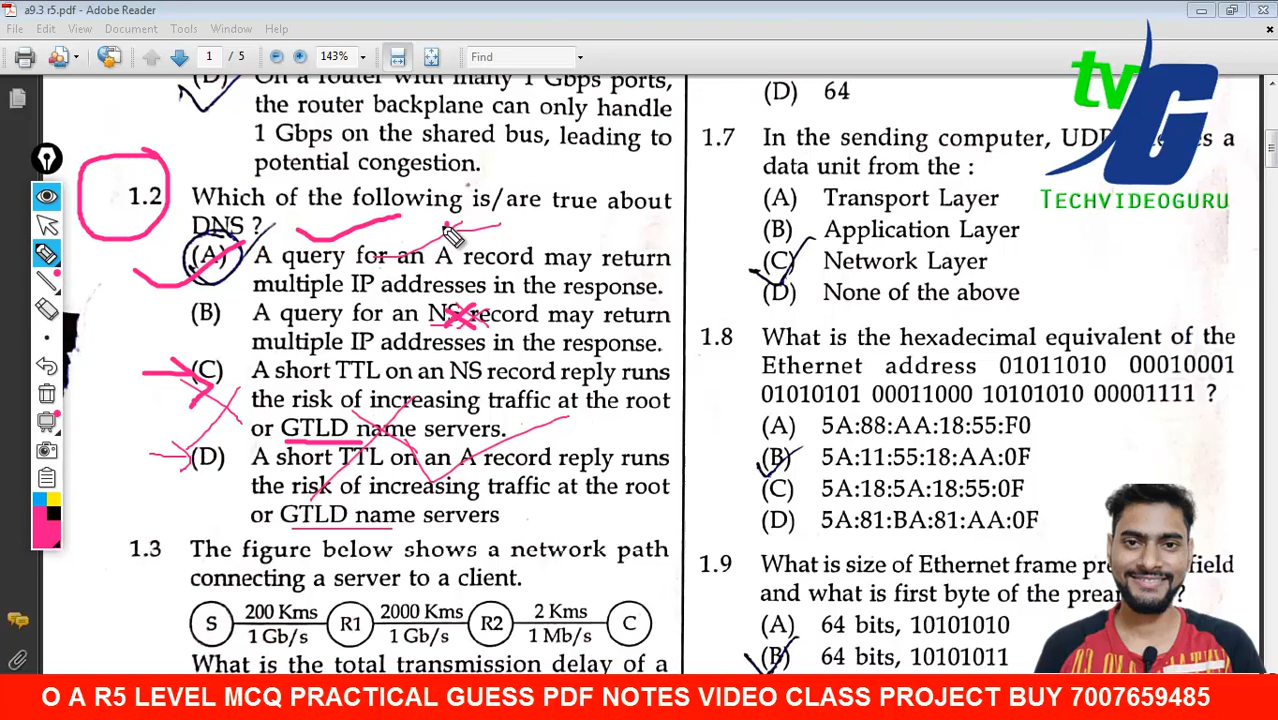 a9.3 r5.pdf - Adobe Reader
File Edit View Document Tools Window Help
1 / 5 143% Find
(D) On a router with many 1 Gbps ports,
the router backplane can only handle
1 Gbps on the shared bus, leading to
potential congestion.
1.2 Which of the following is/are true about
DNS ?
(A) A query for an A record may return
multiple IP addresses in the response.
(B) A query for an NS record may return
multiple IP addresses in the response.
(C) A short TTL on an NS record reply runs
the risk of increasing traffic at the root
or GTLD name servers.
(D) A short TTL on an A record reply runs
the risk of increasing traffic at the root
or GTLD name servers
1.3 The figure below shows a network path
connecting a server to a client.
S 200 Kms R1 2000 Kms R2 2 Kms C
1 Gb/s 1 Gb/s 1 Mb/s
What is the total transmission delay of a
(D) 64
1.7 In the sending computer, UDP a
data unit from the :
(A) Transport Layer
(B) Application Layer
(C) Network Layer
(D) None of the above
1.8 What is the hexadecimal equivalent of the
Ethernet address 01011010 00010001
01010101 00011000 10101010 00001111 ?
(A) 5A:88:AA:18:55:F0
(B) 5A:11:55:18:AA:0F
(C) 5A:18:5A:18:55:0F
(D) 5A:81:BA:81:AA:0F
1.9 What is size of Ethernet frame field
and what is first byte of the ?
(A) 64 bits, 10101010
(B) 64 bits, 10101011
tv G
TECHVIDEOGURU
O A R5 LEVEL MCQ PRACTICAL GUESS PDF NOTES VIDEO CLASS PROJECT BUY 7007659485